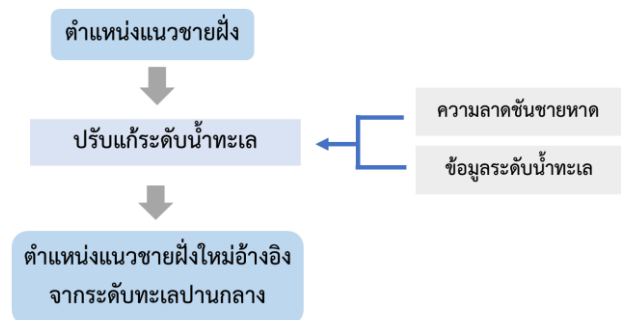 ตำแหน่งแนวชายฝั่ง
ปรับแก้ระดับน้ำทะเล
ความลาดชันชายหาด
ข้อมูลระดับน้ำทะเล
ตำแหน่งแนวชายฝั่งใหม่อ้างอิง
จากระดับทะเลปานกลาง